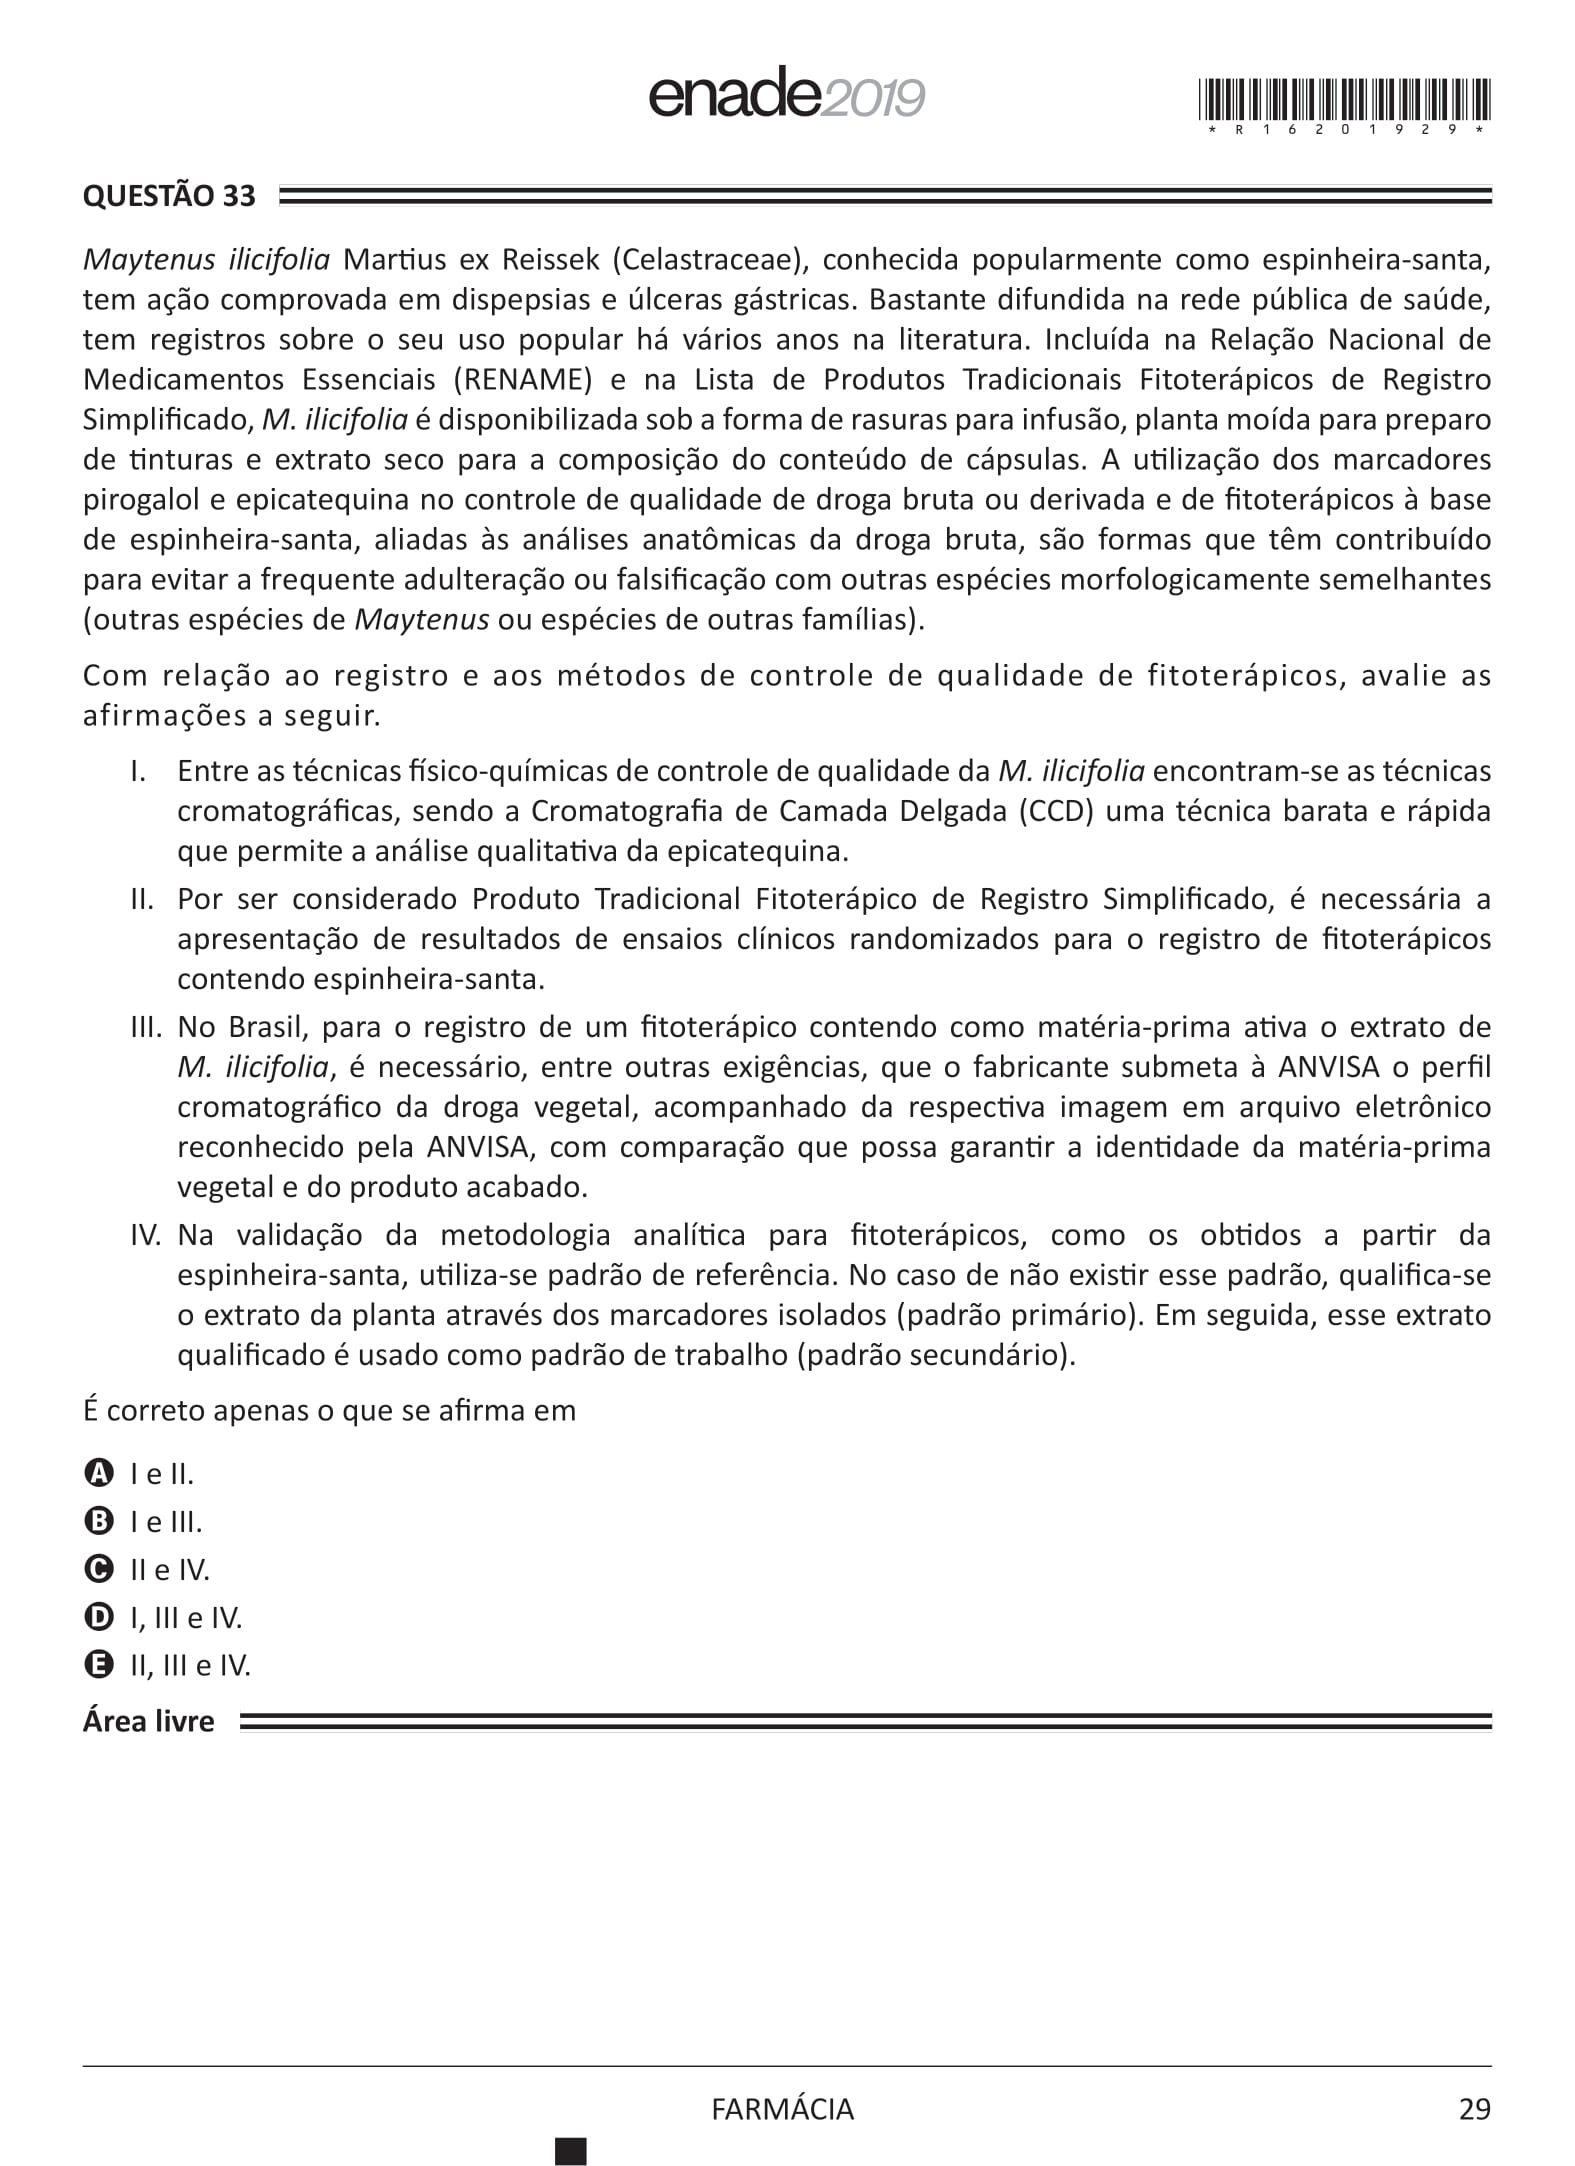 enade2019
*R16201929*
QUESTÃO 33
Maytenus ilicifolia Martius ex Reissek (Celastraceae), conhecida popularmente como espinheira-santa,
tem ação comprovada em dispepsias e úlceras gástricas. Bastante difundida na rede pública de saúde,
tem registros sobre o seu uso popular há vários anos na literatura. Incluída na Relação Nacional de
Medicamentos Essenciais (RENAME) e na Lista de Produtos Tradicionais Fitoterápicos de Registro
Simplificado, M. ilicifolia é disponibilizada sob a forma de rasuras para infusão, planta moída para preparo
de tinturas e extrato seco para a composição do conteúdo de cápsulas. A utilização dos marcadores
pirogalol e epicatequina no controle de qualidade de droga bruta ou derivada e de fitoterápicos à base
de espinheira-santa, aliadas às análises anatômicas da droga bruta, são formas que têm contribuído
para evitar a frequente adulteração ou falsificação com outras espécies morfologicamente semelhantes
(outras espécies de Maytenus ou espécies de outras famílias).
Com relação ao registro e aos métodos de controle de qualidade de fitoterápicos, avalie as
afirmações a seguir.
I. Entre as técnicas físico-químicas de controle de qualidade da M. ilicifolia encontram-se as técnicas
cromatográficas, sendo a Cromatografia de Camada Delgada (CCD) uma técnica barata e rápida
que permite a análise qualitativa da epicatequina.
II. Por ser considerado Produto Tradicional Fitoterápico de Registro Simplificado, é necessária a
apresentação de resultados de ensaios clínicos randomizados para o registro de fitoterápicos
contendo espinheira-santa.
III. No Brasil, para o registro de um fitoterápico contendo como matéria-prima ativa o extrato de
M. ilicifolia, é necessário, entre outras exigências, que o fabricante submeta à ANVISA o perfil
cromatográfico da droga vegetal, acompanhado da respectiva imagem em arquivo eletrônico
reconhecido pela ANVISA, com comparação que possa garantir a identidade da matéria-prima
vegetal e do produto acabado.
IV. Na validação da metodologia analítica para fitoterápicos, como os obtidos a partir da
espinheira-santa, utiliza-se padrão de referência. No caso de não existir esse padrão, qualifica-se
o extrato da planta através dos marcadores isolados (padrão primário). Em seguida, esse extrato
qualificado é usado como padrão de trabalho (padrão secundário).
É correto apenas o que se afirma em
A I e II.
B I e III.
C II e IV.
D I, III e IV.
E II, III e IV.
Área livre
FARMÁCIA
29